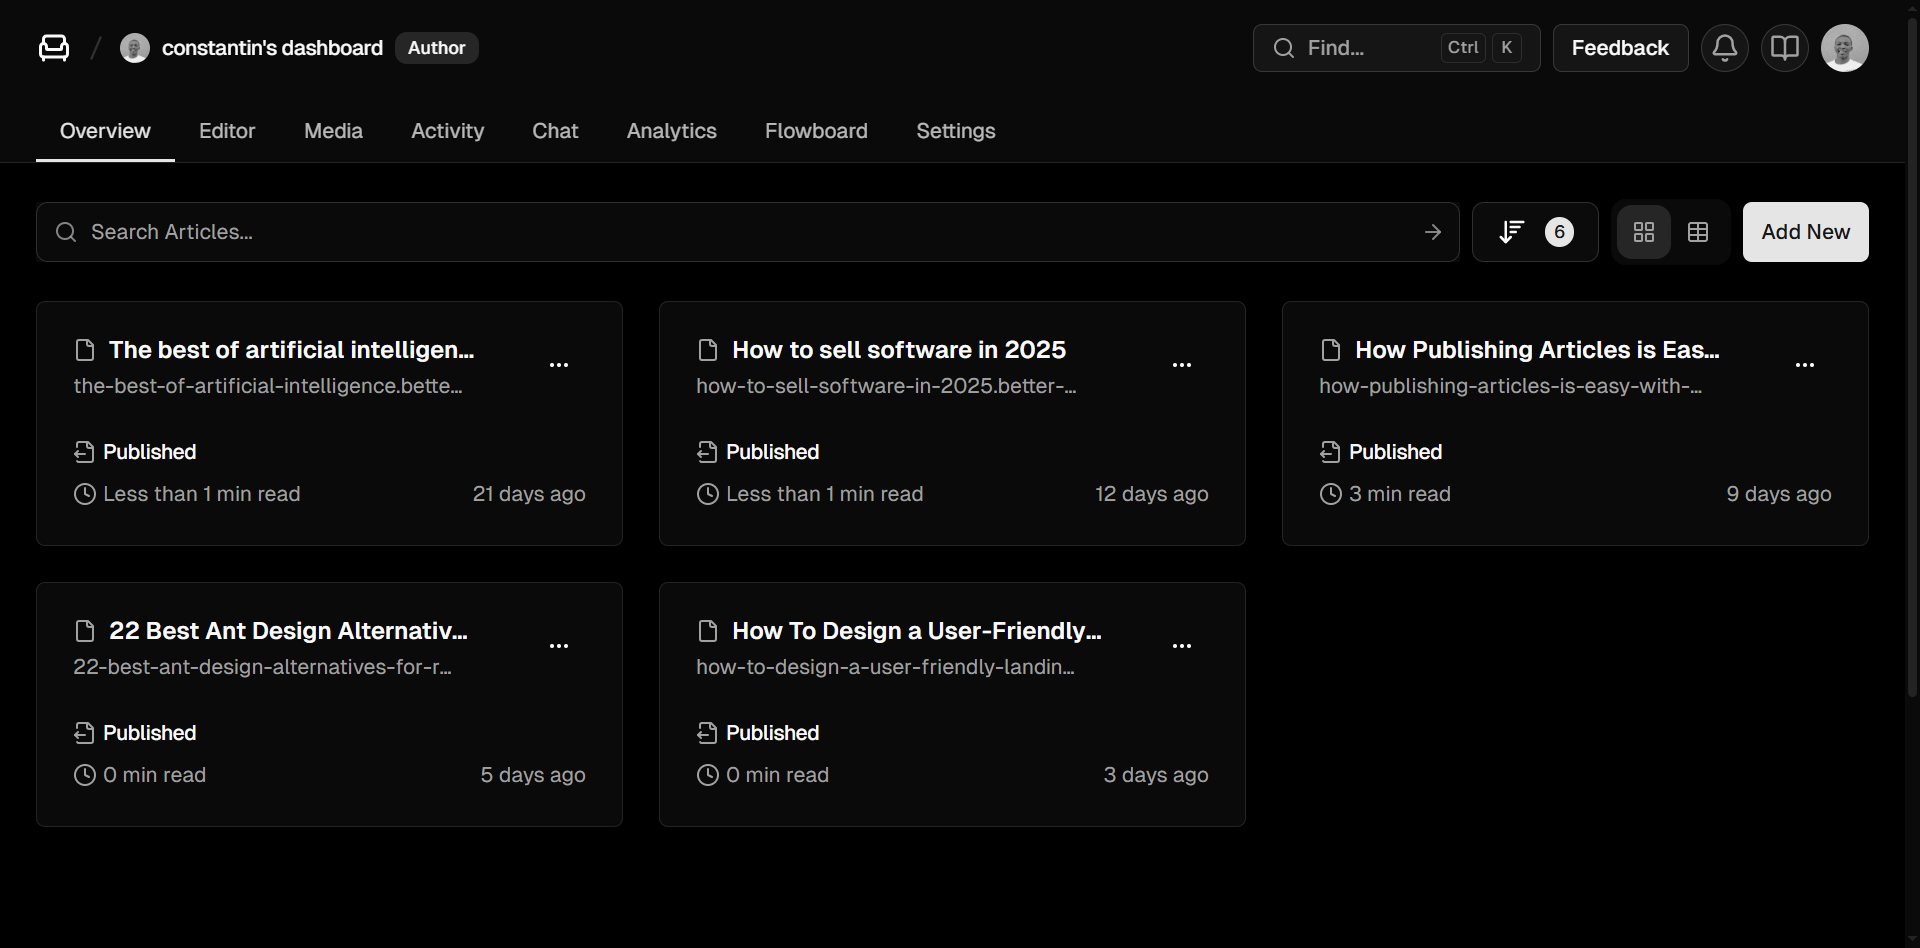 constantin's dashboard Author Find... Ctrl K Feedback
Overview Editor Media Activity Chat Analytics Flowboard Settings
Search Articles... 6 Add New
The best of artificial intelligen...
the-best-of-artificial-intelligence.bette...
Published
Less than 1 min read 21 days ago
How to sell software in 2025
how-to-sell-software-in-2025.better-...
Published
Less than 1 min read 12 days ago
How Publishing Articles is Eas...
how-publishing-articles-is-easy-with-...
Published
3 min read 9 days ago
22 Best Ant Design Alternativ...
22-best-ant-design-alternatives-for-r...
Published
0 min read 5 days ago
How To Design a User-Friendly...
how-to-design-a-user-friendly-landin...
Published
0 min read 3 days ago